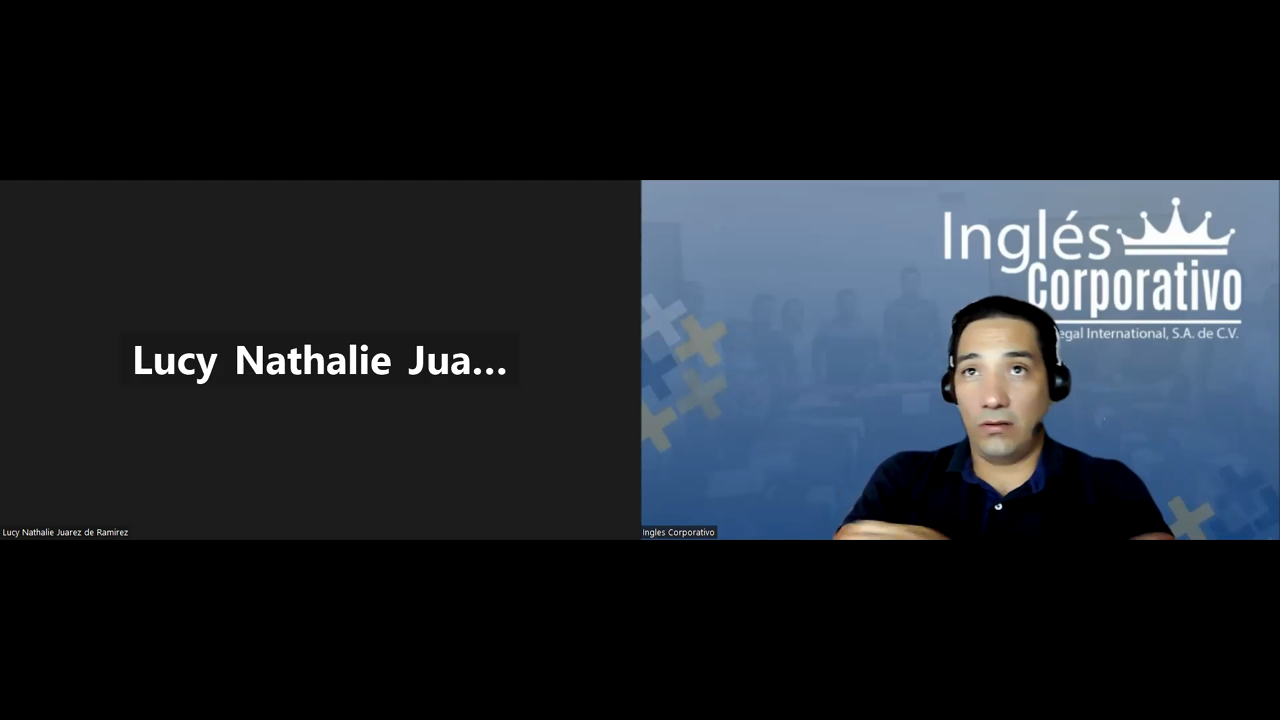 Lucy Nathalie Jua...
Lucy Nathalie Juarez de Ramirez
Inglés
Corporativo
egal International, S.A. de C.V.
Ingles Corporativo